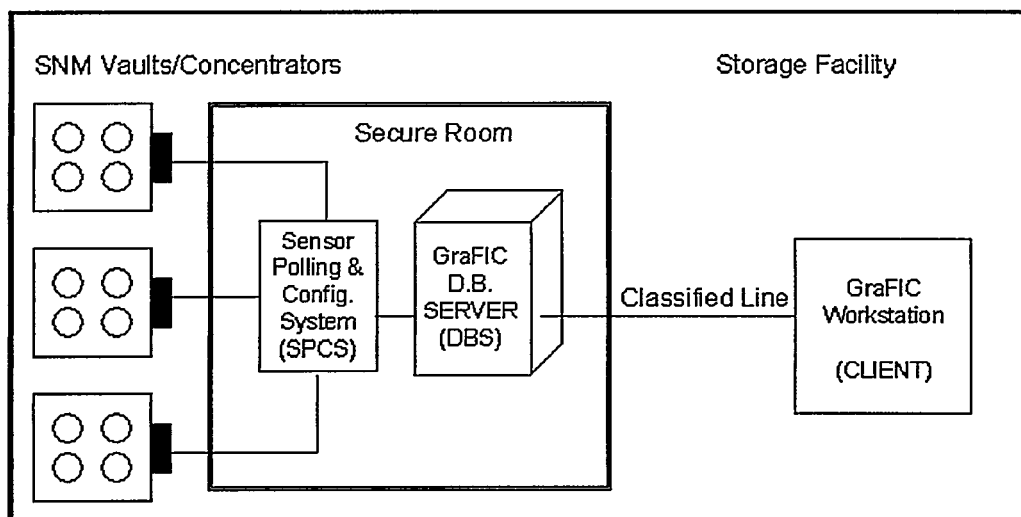 SNM Vaults/Concentrators
Storage Facility
Secure Room
Sensor
Polling &
Config.
System
(SPCS)
GraFIC
D.B.
SERVER
(DBS)
Classified Line
GraFIC
Workstation
(CLIENT)